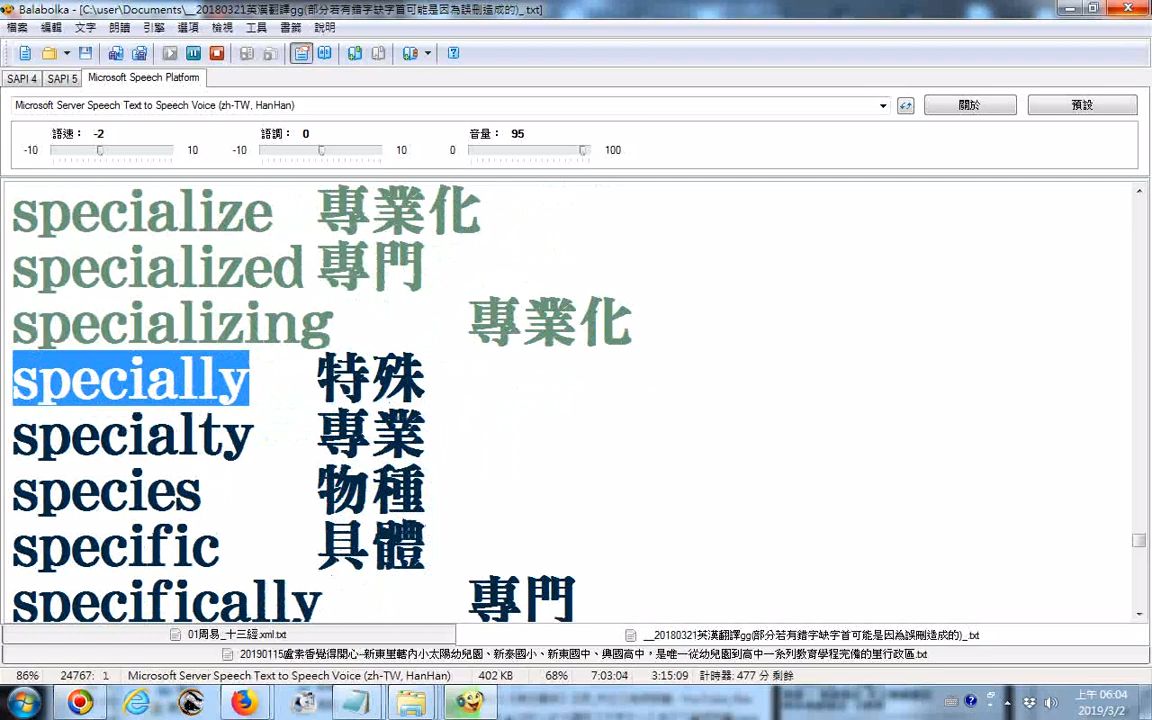 Balabolka - [C:\user\Documents\__20180321英漢翻譯gg(部分若有錯字缺字首可能是因為誤刪造成的)_.txt]
檔案 編輯 文字 朗讀 引擎 選項 檢視 工具 書籤 說明
SAPI 4 SAPI 5 Microsoft Speech Platform
Microsoft Server Speech Text to Speech Voice (zh-TW, HanHan) 關於 預設
語速： -2 語調： 0 音量： 95
-10 10 -10 10 0 100
specialize 專業化
specialized 專門
specializing 專業化
specially 特殊
specialty 專業
species 物種
specific 具體
specifically 專門
01周易_十三經.xml.txt __20180321英漢翻譯gg(部分若有錯字缺字首可能是因為誤刪造成的)_.txt
20190115盧素香覺得開心-新東里轄內小太陽幼兒園、新泰國小、新東國中、興國高中，是唯一從幼兒園到高中一系列教育學程完備的里行政區.txt
86% 24767: 1 Microsoft Server Speech Text to Speech Voice (zh-TW, HanHan) 402 KB 68% 7:03:04 3:15:09 計時器: 477 分 剩餘
上午 06:04
2019/3/2